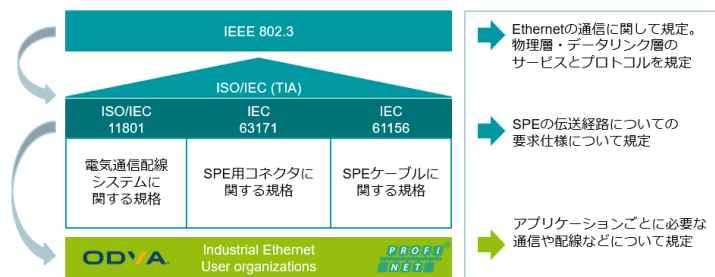 IEEE 802.3
Ethernetの通信に関して規定。
物理層・データリンク層の
サービスとプロトコルを規定
ISO/IEC (TIA)
ISO/IEC
11801
IEC
63171
IEC
61156
SPEの伝送経路についての
要求仕様について規定
電気通信配線
システムに
関する規格
SPE用コネクタに
関する規格
SPEケーブルに
関する規格
ODVA
Industrial Ethernet
User organizations
PROFI
NET
アプリケーションごとに必要な
通信や配線などについて規定